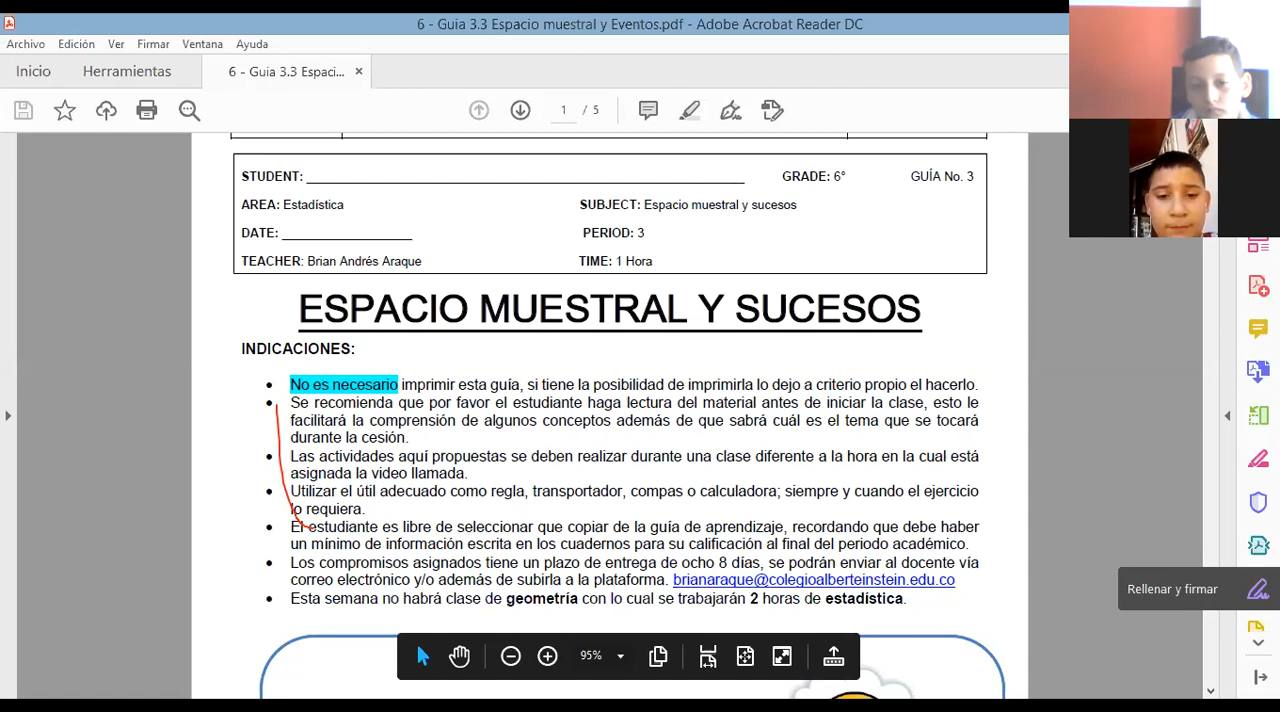 6 - Guia 3.3 Espacio muestral y Eventos.pdf - Adobe Acrobat Reader DC
Archivo Edición Ver Firmar Ventana Ayuda
Inicio Herramientas 6 - Guia 3.3 Espaci... ×
1 / 5
STUDENT: ______ GRADE: 6° GUÍA No. 3
AREA: Estadística SUBJECT: Espacio muestral y sucesos
DATE: ______ PERIOD: 3
TEACHER: Brian Andrés Araque TIME: 1 Hora
ESPACIO MUESTRAL Y SUCESOS
INDICACIONES:
• No es necesario imprimir esta guía, si tiene la posibilidad de imprimirla lo dejo a criterio propio el hacerlo.
• Se recomienda que por favor el estudiante haga lectura del material antes de iniciar la clase, esto le
facilitará la comprensión de algunos conceptos además de que sabrá cuál es el tema que se tocará
durante la cesión.
• Las actividades aquí propuestas se deben realizar durante una clase diferente a la hora en la cual está
asignada la video llamada.
• Utilizar el útil adecuado como regla, transportador, compas o calculadora; siempre y cuando el ejercicio
lo requiera.
• El estudiante es libre de seleccionar que copiar de la guía de aprendizaje, recordando que debe haber
un mínimo de información escrita en los cuadernos para su calificación al final del periodo académico.
• Los compromisos asignados tiene un plazo de entrega de ocho 8 días, se podrán enviar al docente vía
correo electrónico y/o además de subirla a la plataforma. brianaraque@colegioalberteinstein.edu.co
• Esta semana no habrá clase de geometría con lo cual se trabajarán 2 horas de estadística.
Rellenar y firmar
95%